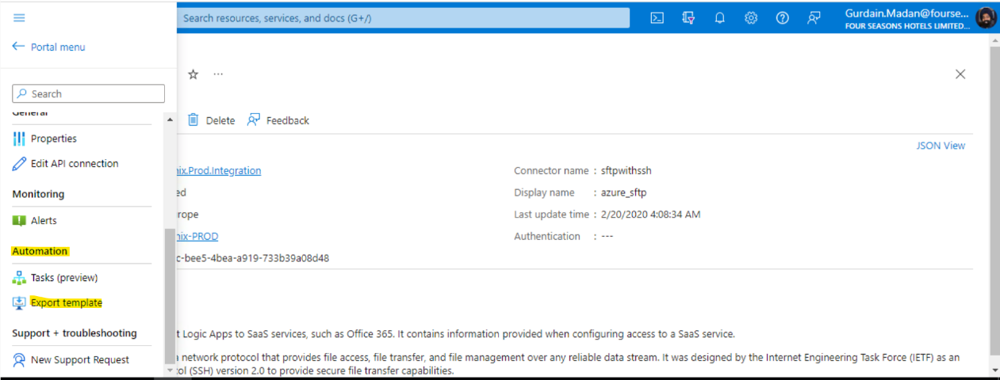 Search resources, services, and docs (G+/)
Gurdain.Madan@fourse...
FOUR SEASONS HOTELS LIMITED...
Portal menu
Search
General
Properties
Edit API connection
Monitoring
Alerts
Automation
Tasks (preview)
Export template
Support + troubleshooting
New Support Request
...
Delete
Feedback
JSON View
nix.Prod.Integration
ed
rope
nix-PROD
c-bee5-4bea-a919-733b39a08d48
Connector name : sftpwithssh
Display name : azure_sftp
Last update time : 2/20/2020 4:08:34 AM
Authentication : ---
t Logic Apps to SaaS services, such as Office 365. It contains information provided when configuring access to a SaaS service.
a network protocol that provides file access, file transfer, and file management over any reliable data stream. It was designed by the Internet Engineering Task Force (IETF) as an
col (SSH) version 2.0 to provide secure file transfer capabilities.